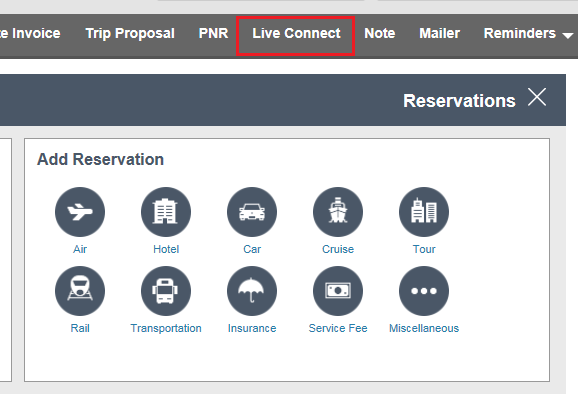 te Invoice Trip Proposal PNR Live Connect Note Mailer Reminders
Reservations
Add Reservation
Air Hotel Car Cruise Tour
Rail Transportation Insurance Service Fee Miscellaneous